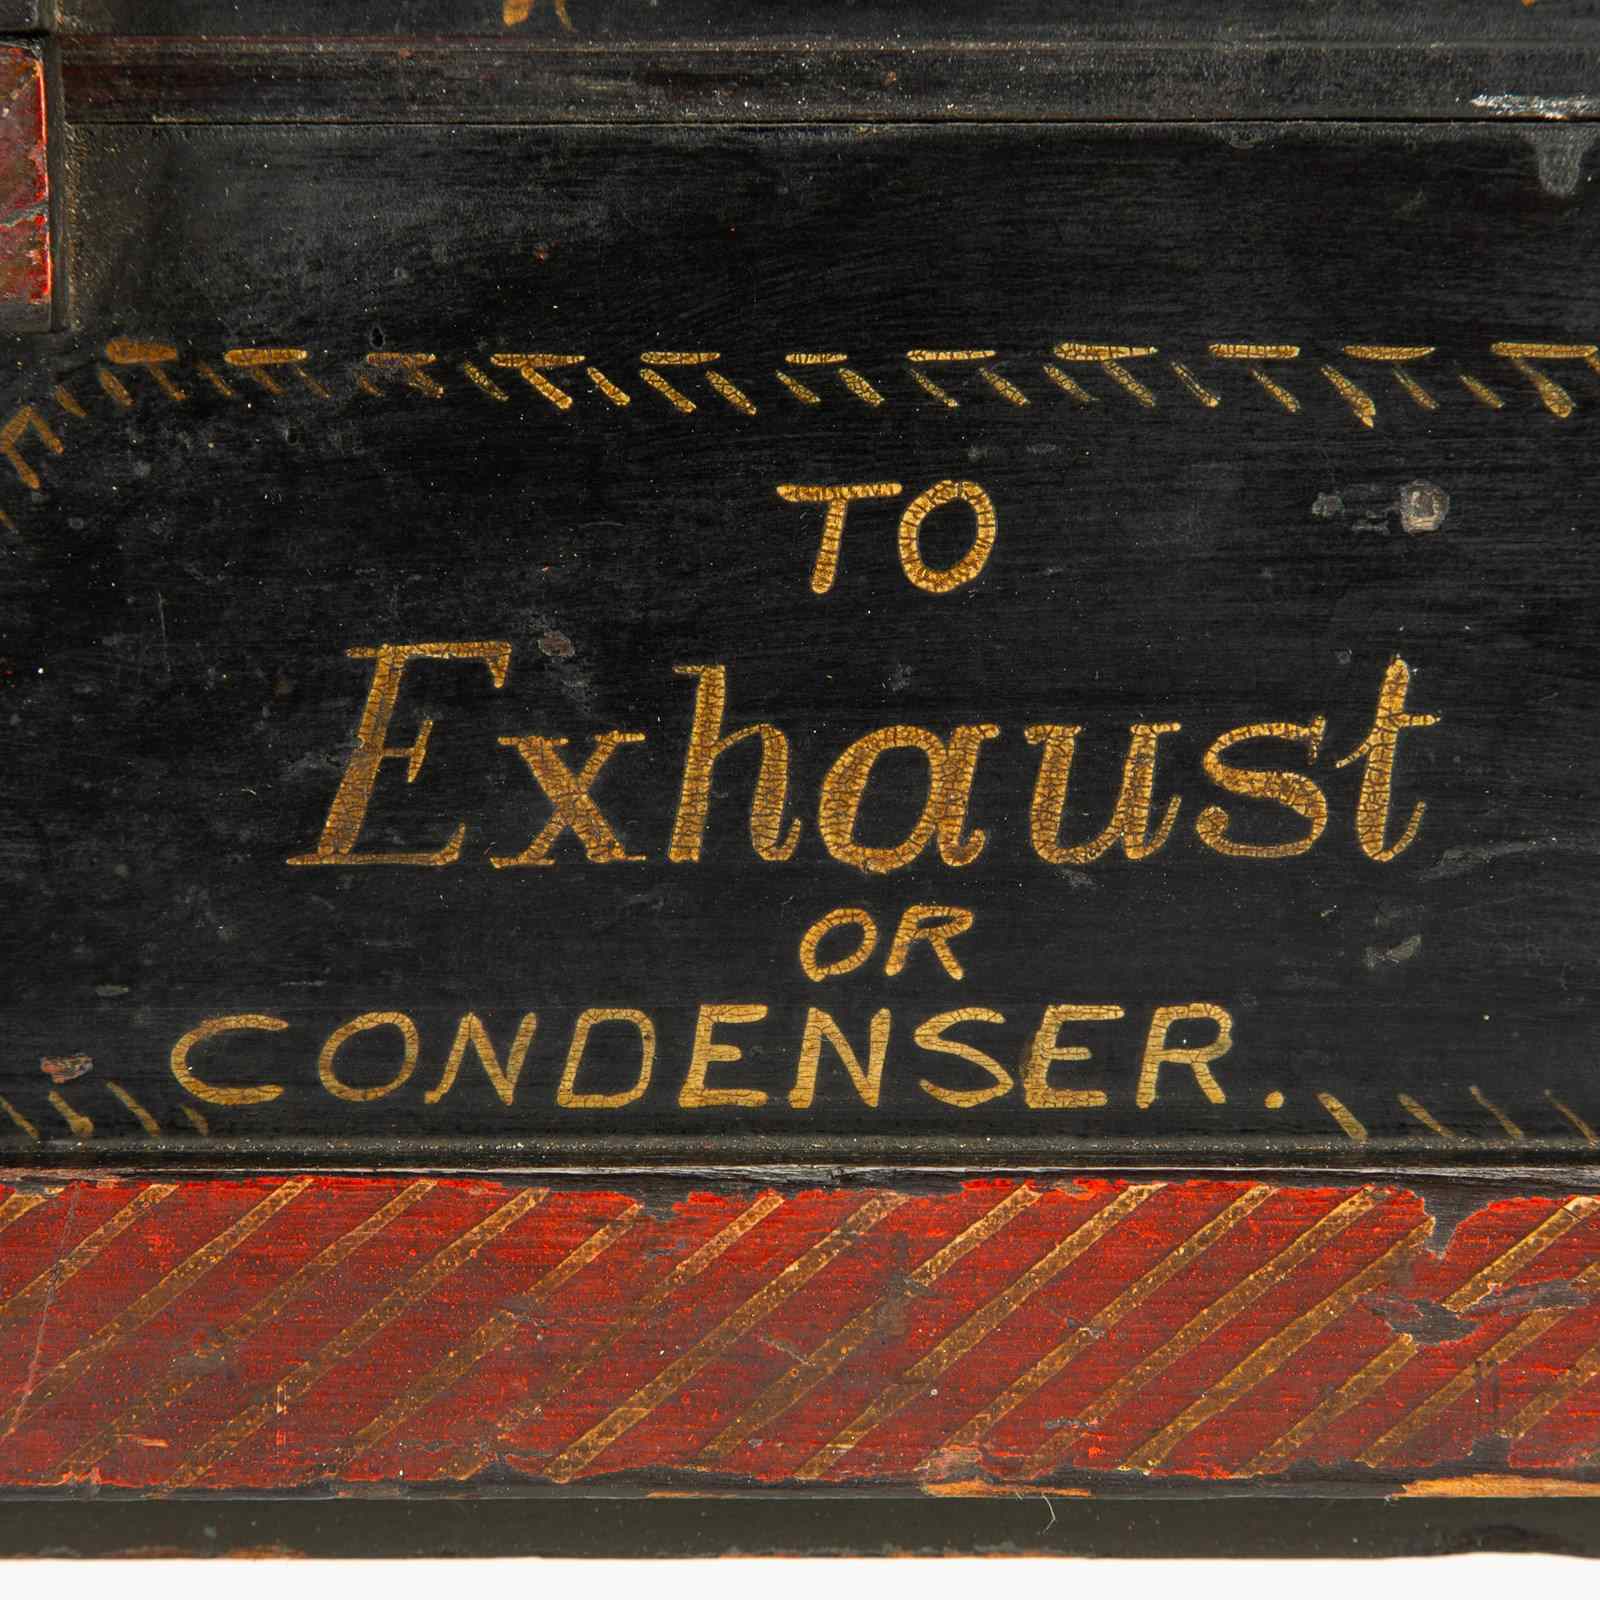 TO
Exhaust
OR
CONDENSER.